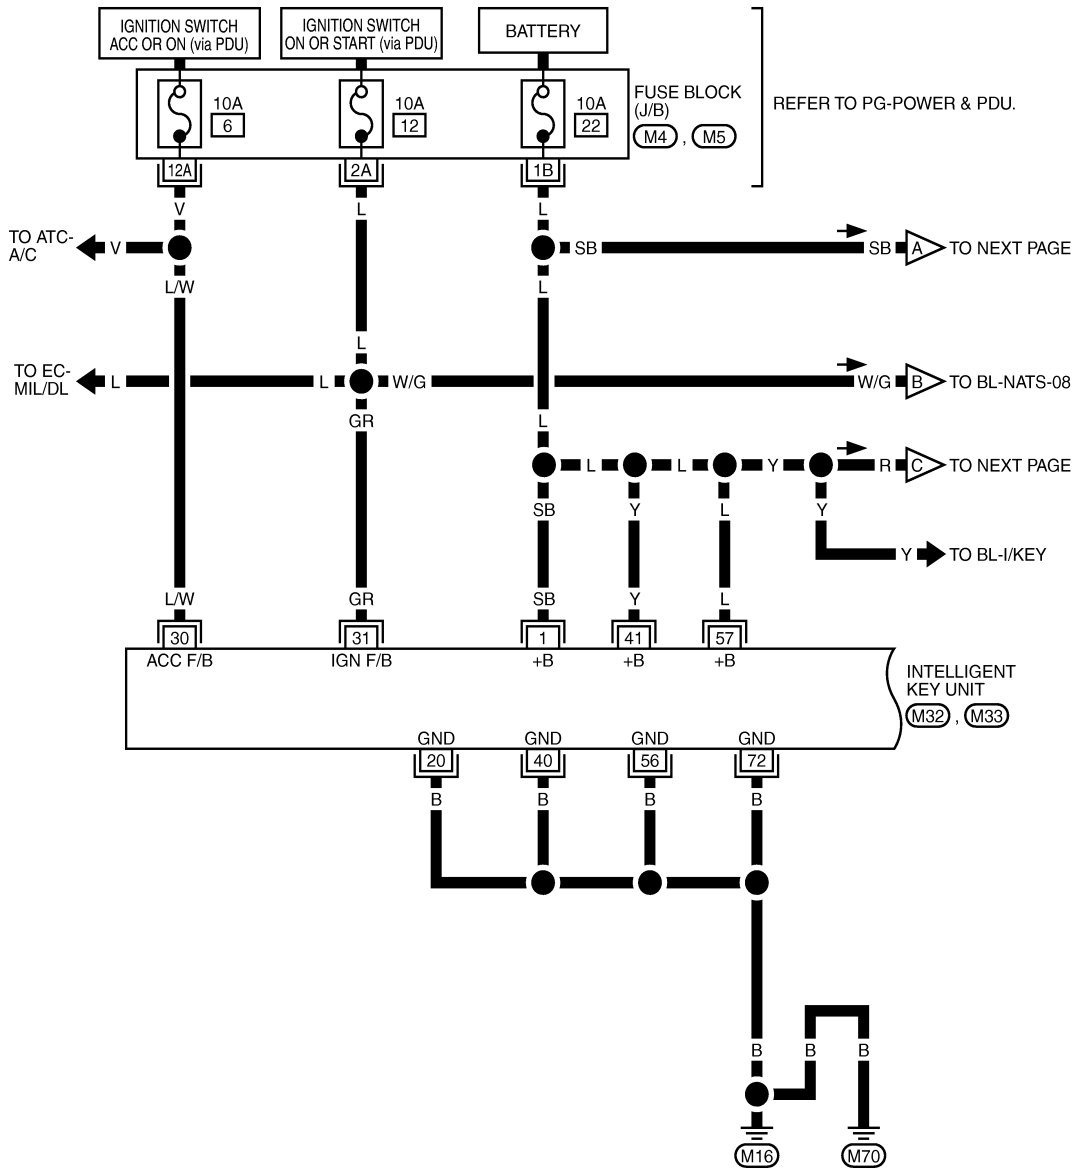 IGNITION SWITCH
ACC OR ON (via PDU)
IGNITION SWITCH
ON OR START (via PDU)
BATTERY
10A
6
10A
12
10A
22
FUSE BLOCK
(J/B)
M4 , M5
REFER TO PG-POWER & PDU.
12A
2A
1B
V
L
L
TO ATC-
A/C
V
SB
SB
A
TO NEXT PAGE
L/W
L
L
TO EC-
MIL/DL
L
L
W/G
W/G
B
TO BL-NATS-08
GR
L
L
L
Y
R
C
TO NEXT PAGE
SB
Y
L
Y
Y
TO BL-I/KEY
L/W
GR
SB
Y
L
30
31
1
41
57
ACC F/B
IGN F/B
+B
+B
+B
INTELLIGENT
KEY UNIT
M32 , M33
GND
GND
GND
GND
20
40
56
72
B
B
B
B
B
B
B
M16
M70